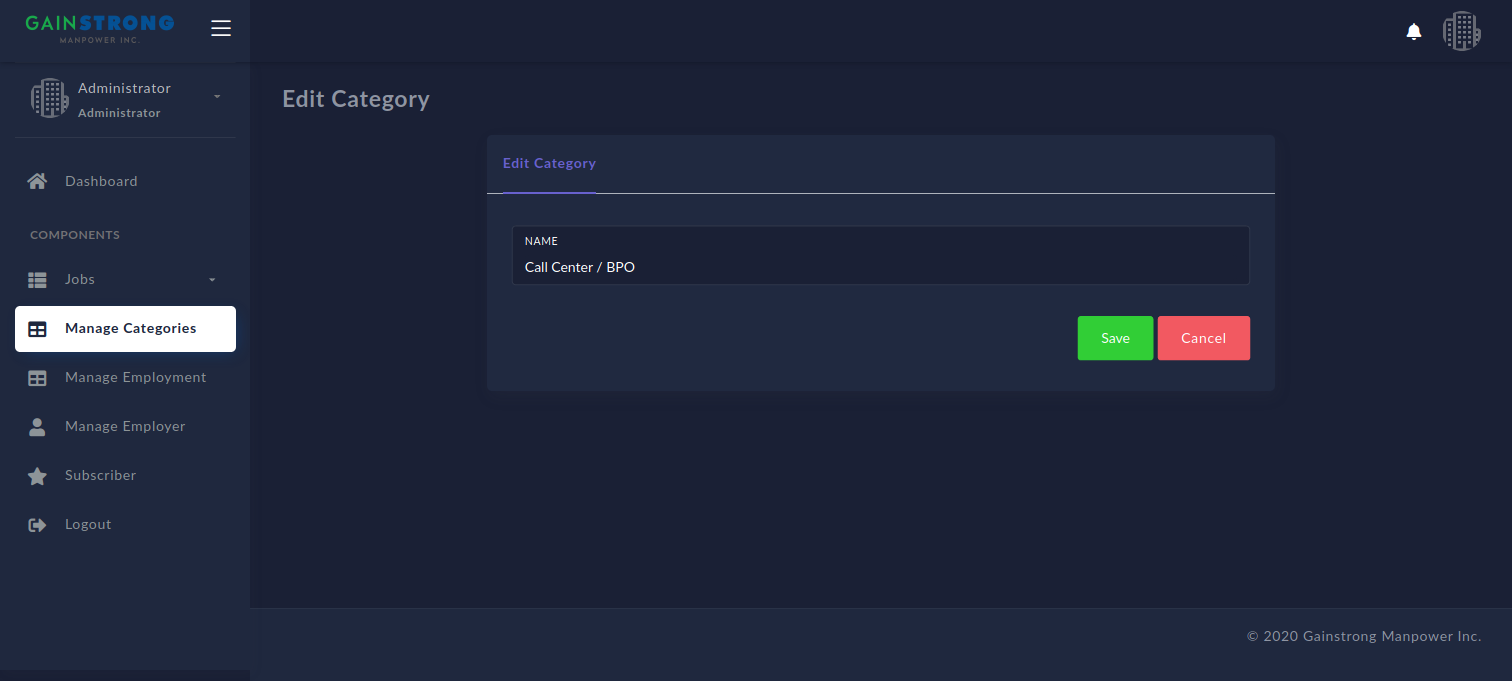 GAINSTRONG
MANPOWER INC.
Administrator
Administrator
Dashboard
COMPONENTS
Jobs
Manage Categories
Manage Employment
Manage Employer
Subscriber
Logout
Edit Category
Edit Category
NAME
Call Center / BPO
Save
Cancel
© 2020 Gainstrong Manpower Inc.